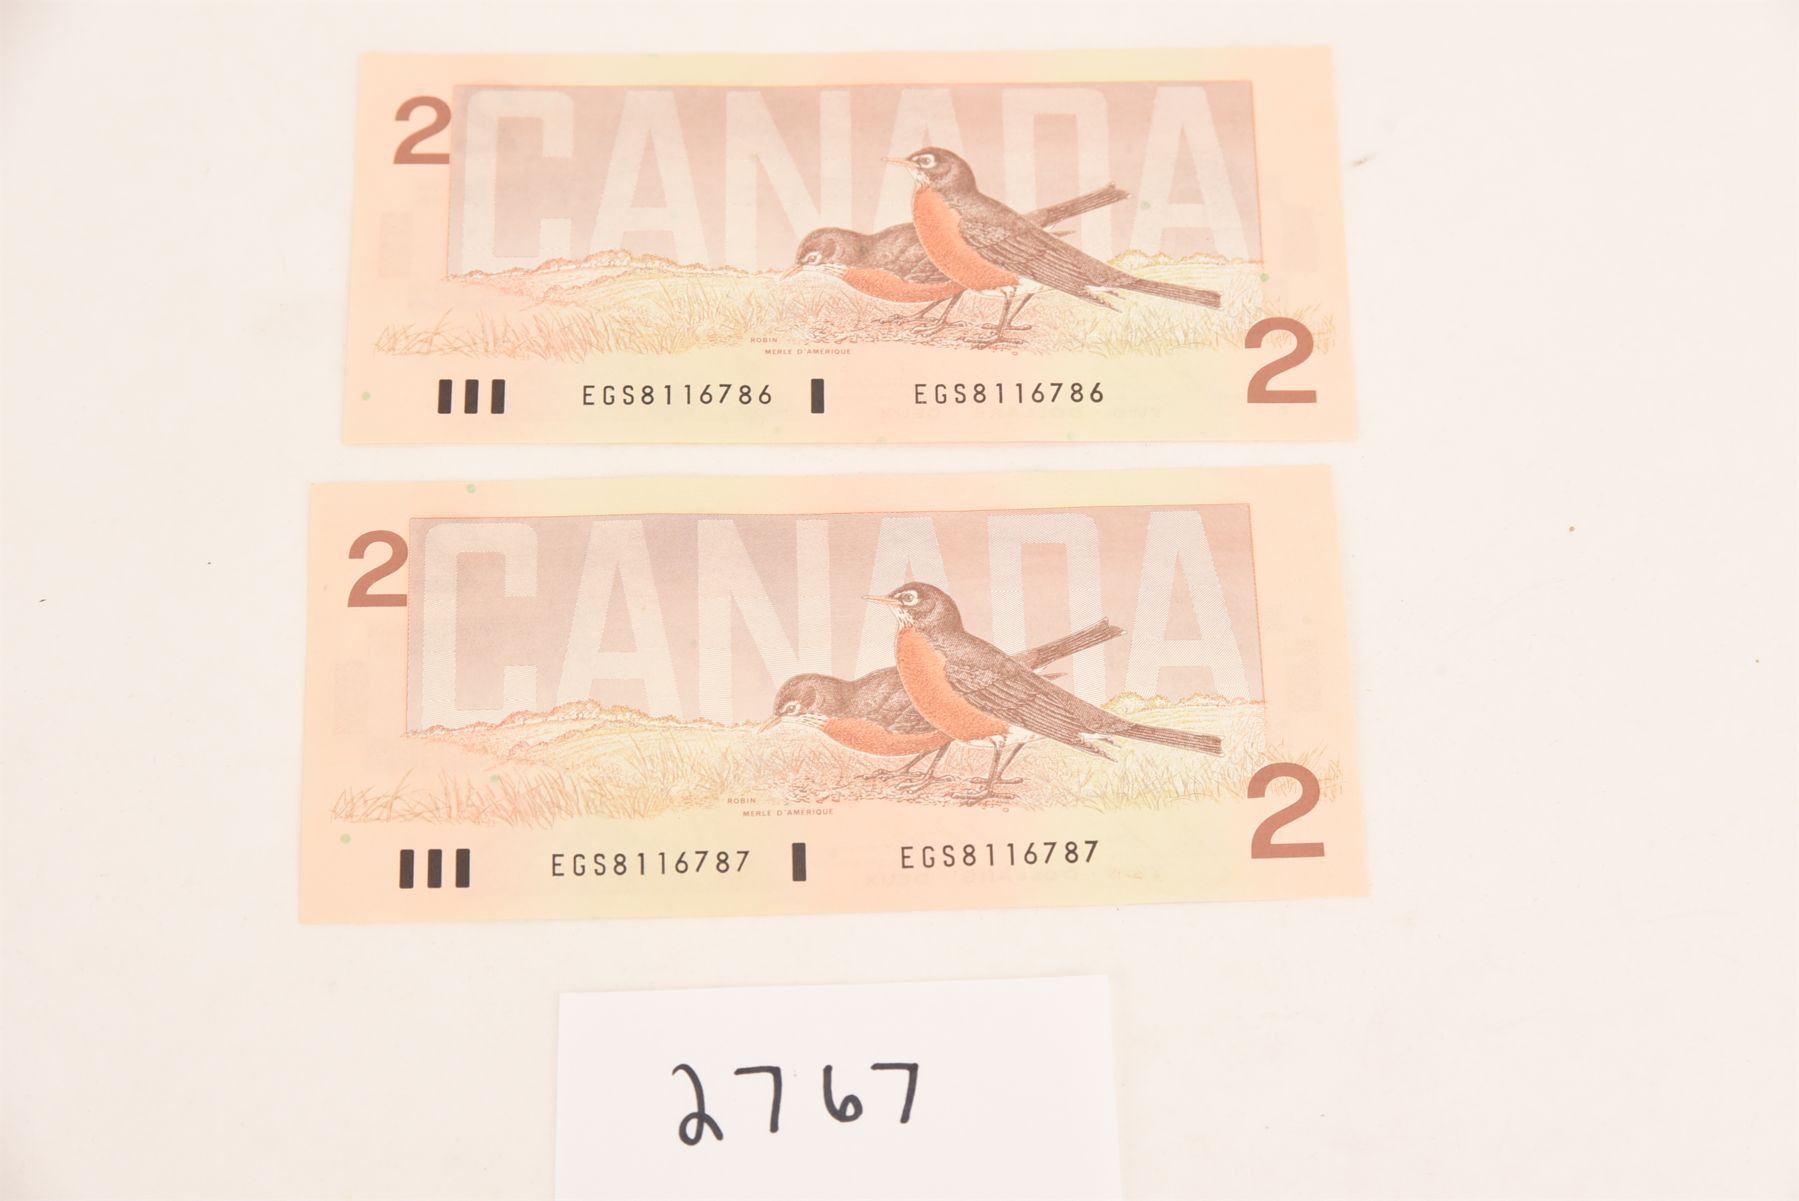 2
CANADA
ROBIN
MERLE D'AMÉRIQUE
EGS8116786 EGS8116786
2
2
CANADA
ROBIN
MERLE D'AMÉRIQUE
EGS8116787 EGS8116787
2
2767